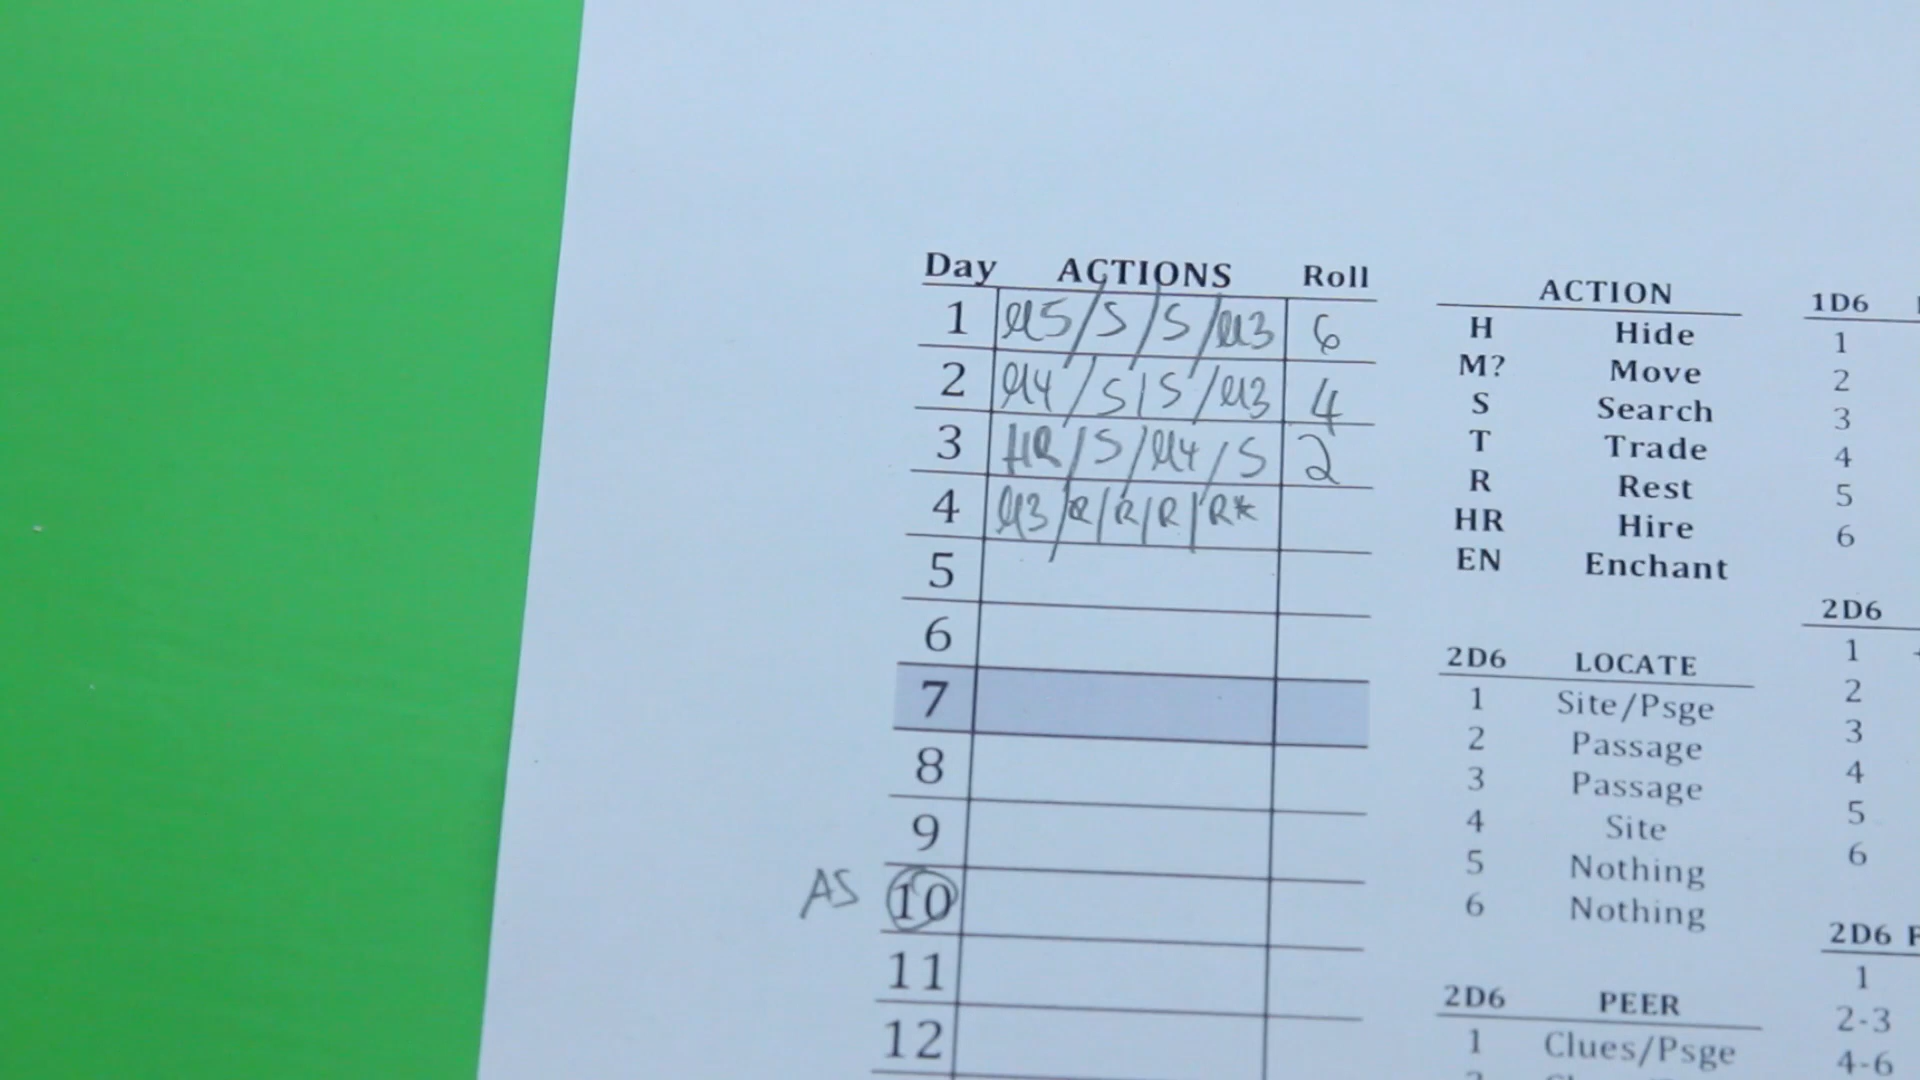 Day ACTIONS Roll
1 M5/S/S/M3 6
2 M4/S/S/M3 4
3 HR/S/M4/S 2
4 M3/R/R/R/R*
5
6
7
8
9
AS 10
11
12
ACTION
H Hide
M? Move
S Search
T Trade
R Rest
HR Hire
EN Enchant
2D6 LOCATE
1 Site/Psge
2 Passage
3 Passage
4 Site
5 Nothing
6 Nothing
2D6 PEER
1 Clues/Psge
1D6
1
2
3
4
5
6
2D6
1
2
3
4
5
6
2D6
1
2-3
4-6